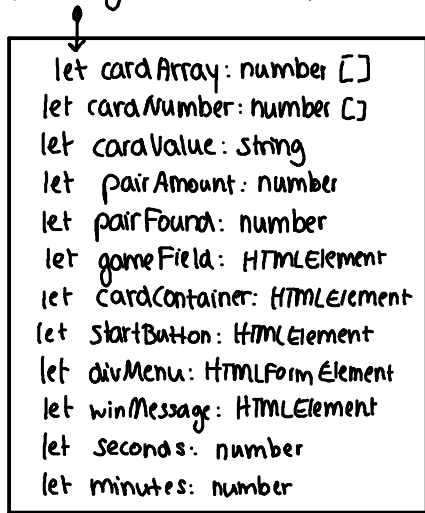 let cardArray: number []
let cardNumber: number []
let cardValue: string
let pairAmount: number
let pairFound: number
let gameField: HTMLElement
let cardContainer: HTMLElement
let startButton: HTMLElement
let divMenu: HTMLFormElement
let winMessage: HTMLElement
let seconds: number
let minutes: number